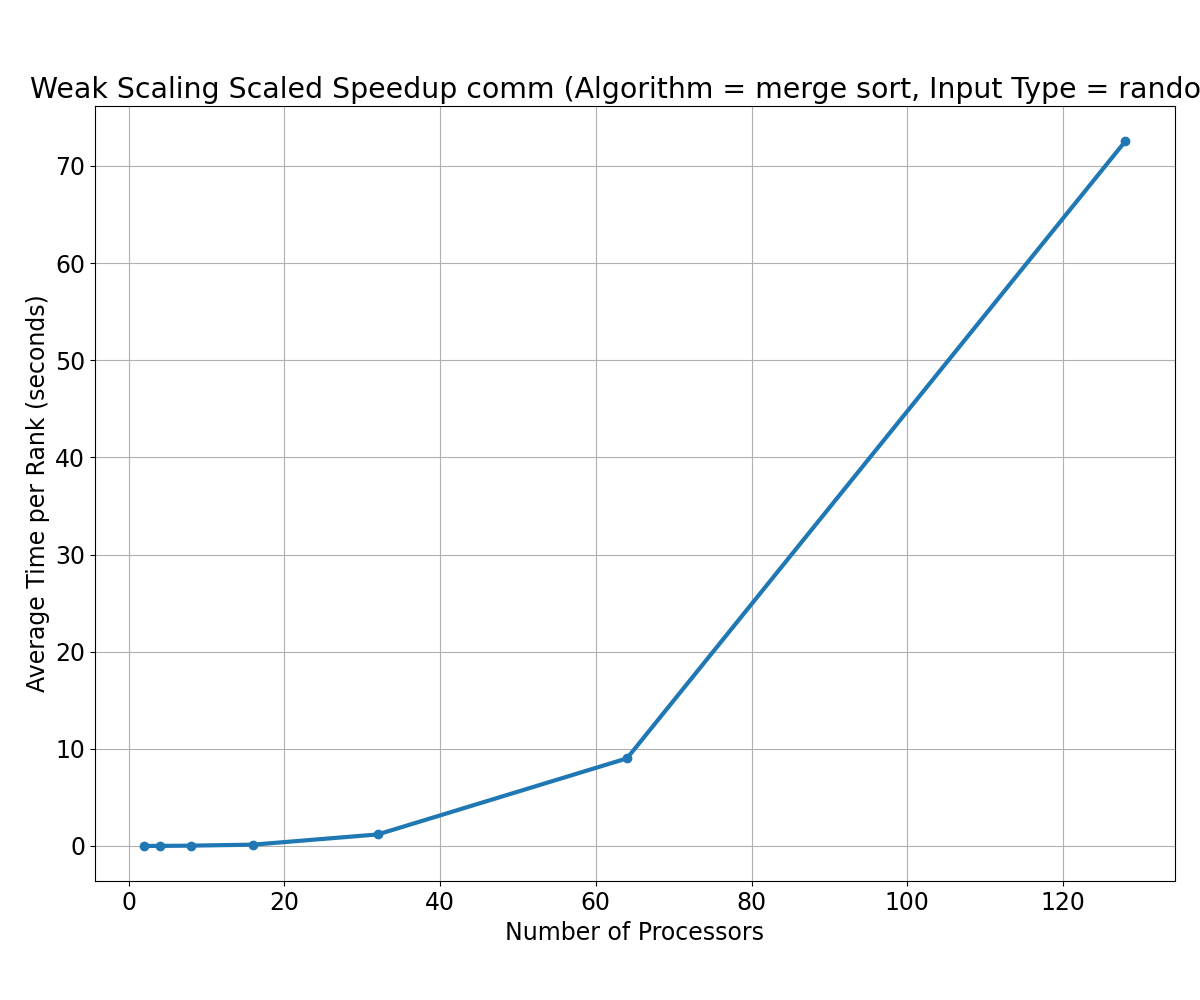 Weak Scaling Scaled Speedup comm (Algorithm = merge sort, Input Type = rando
70
60
50
40
30
20
10
0
Average Time per Rank (seconds)
0 20 40 60 80 100 120
Number of Processors